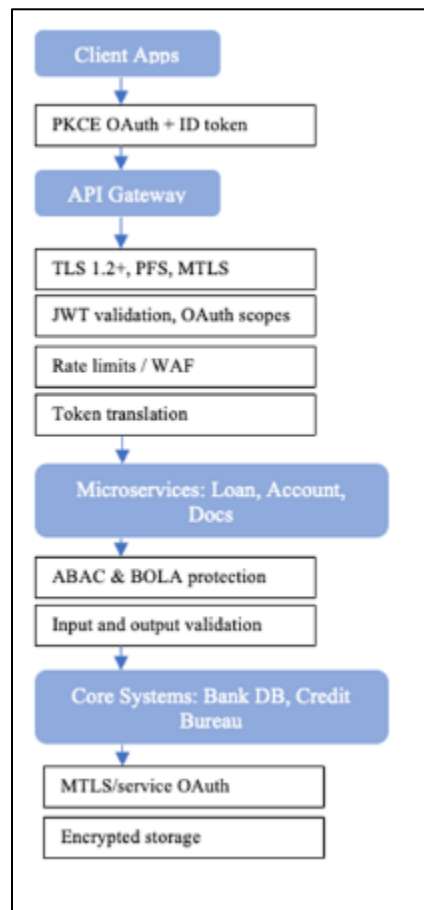 Client Apps
PKCE OAuth + ID token
API Gateway
TLS 1.2+, PFS, MTLS
JWT validation, OAuth scopes
Rate limits / WAF
Token translation
Microservices: Loan, Account,
Docs
ABAC & BOLA protection
Input and output validation
Core Systems: Bank DB, Credit
Bureau
MTLS/service OAuth
Encrypted storage